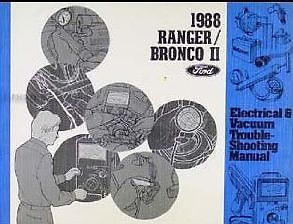 1988
RANGER/
BRONCO II
Ford
Electrical &
Vacuum
Trouble-
Shooting
Manual